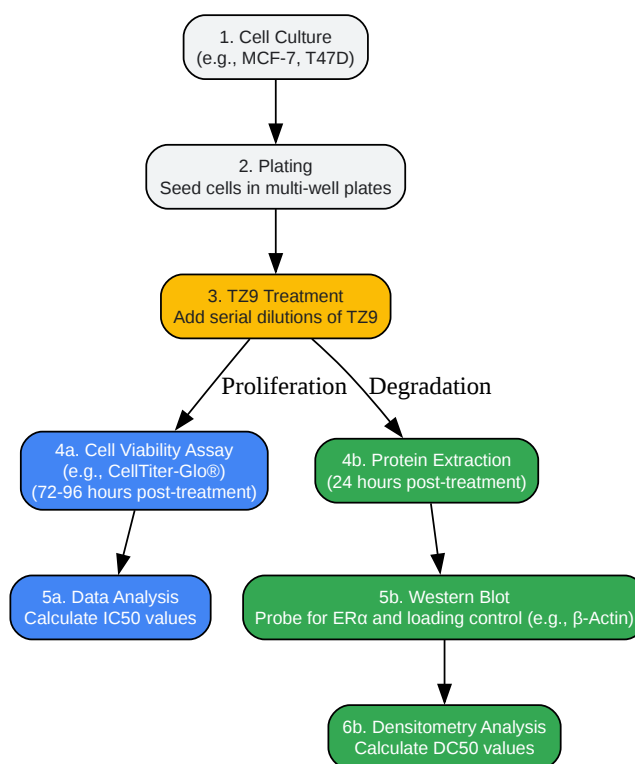 1. Cell Culture
(e.g., MCF-7, T47D)
2. Plating
Seed cells in multi-well plates
3. TZ9 Treatment
Add serial dilutions of TZ9
Proliferation
Degradation
4a. Cell Viability Assay
(e.g., CellTiter-Glo®)
(72-96 hours post-treatment)
4b. Protein Extraction
(24 hours post-treatment)
5a. Data Analysis
Calculate IC50 values
5b. Western Blot
Probe for ERα and loading control (e.g., β-Actin)
6b. Densitometry Analysis
Calculate DC50 values